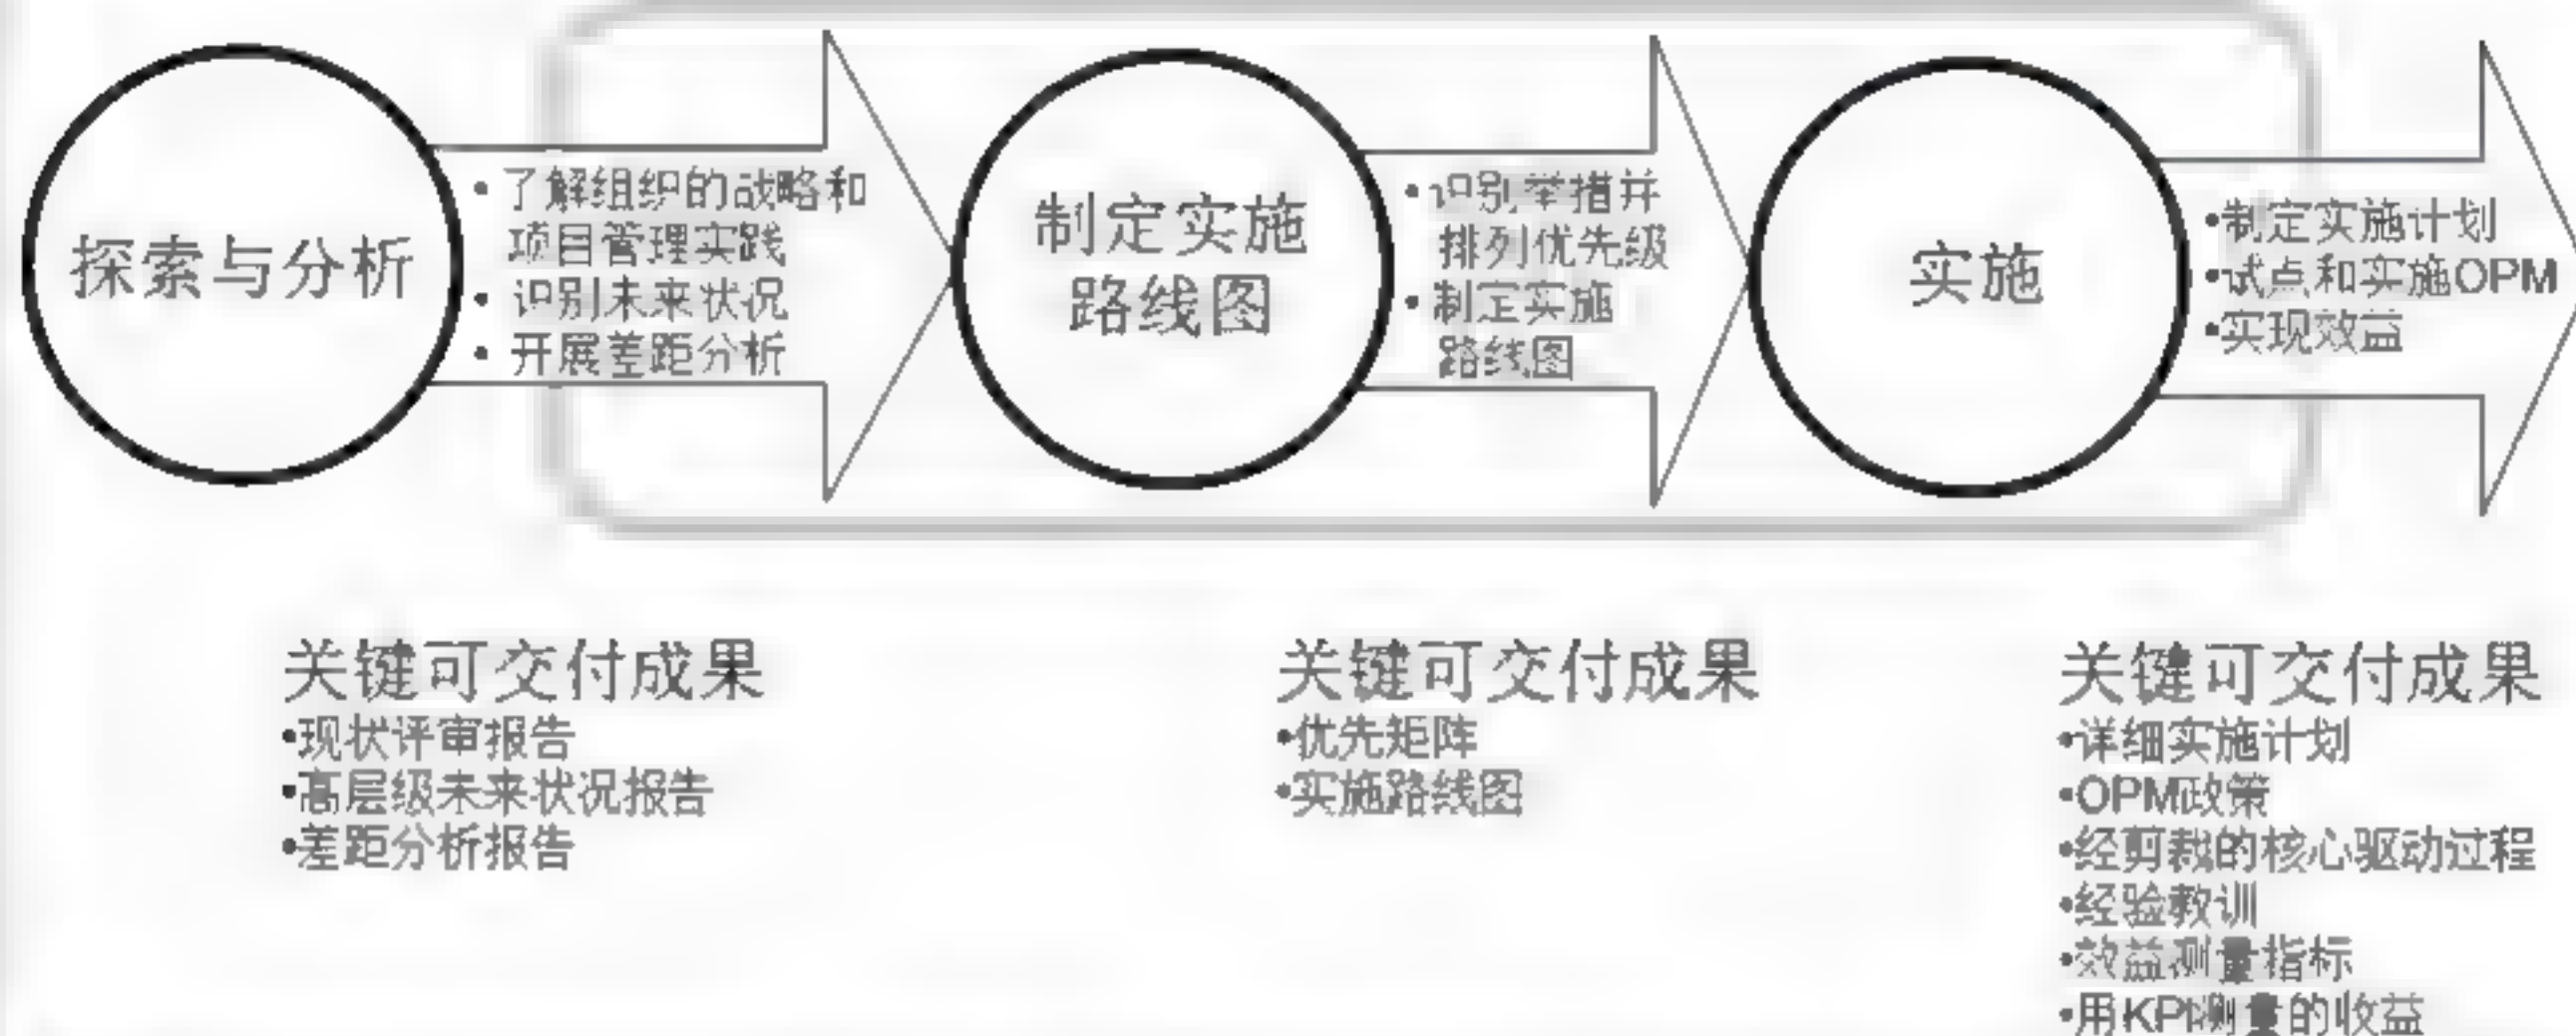 探索与分析
• 了解组织的战略和
项目管理实践
• 识别未来状况
• 开展差距分析
制定实施
路线图
•识别举措并
排列优先级
•制定实施
路线图
实施
•制定实施计划
•试点和实施OPM
•实现效益
关键可交付成果
•现状评审报告
•高层级未来状况报告
•差距分析报告
关键可交付成果
•优先矩阵
•实施路线图
关键可交付成果
•详细实施计划
•OPM政策
•经剪裁的核心驱动过程
•经验教训
•效益测量指标
•用KPI测量的收益